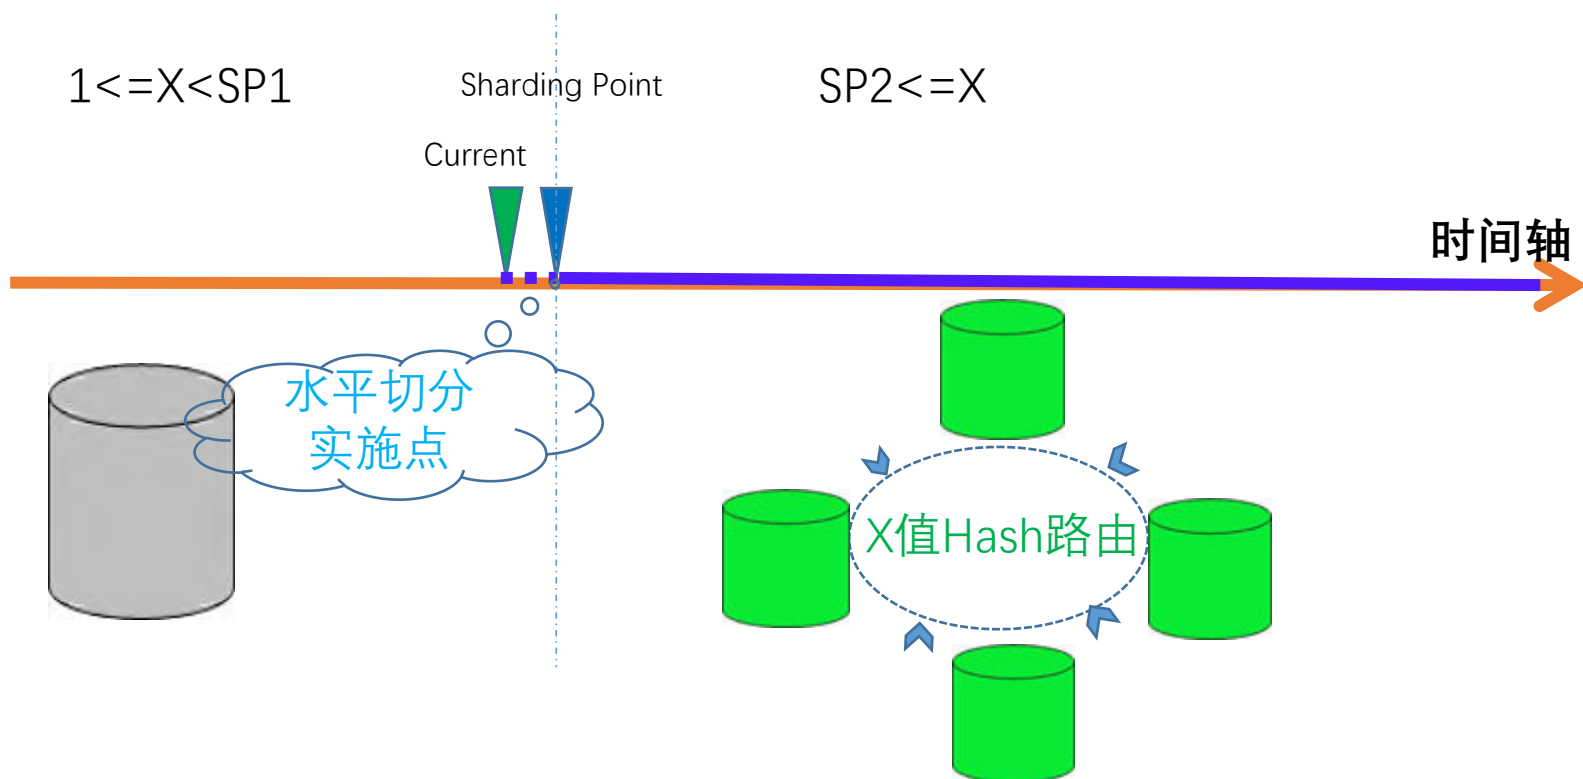 1<=X<SP1
Sharding Point
SP2<=X
Current
时间轴
水平切分
实施点
X值Hash路由